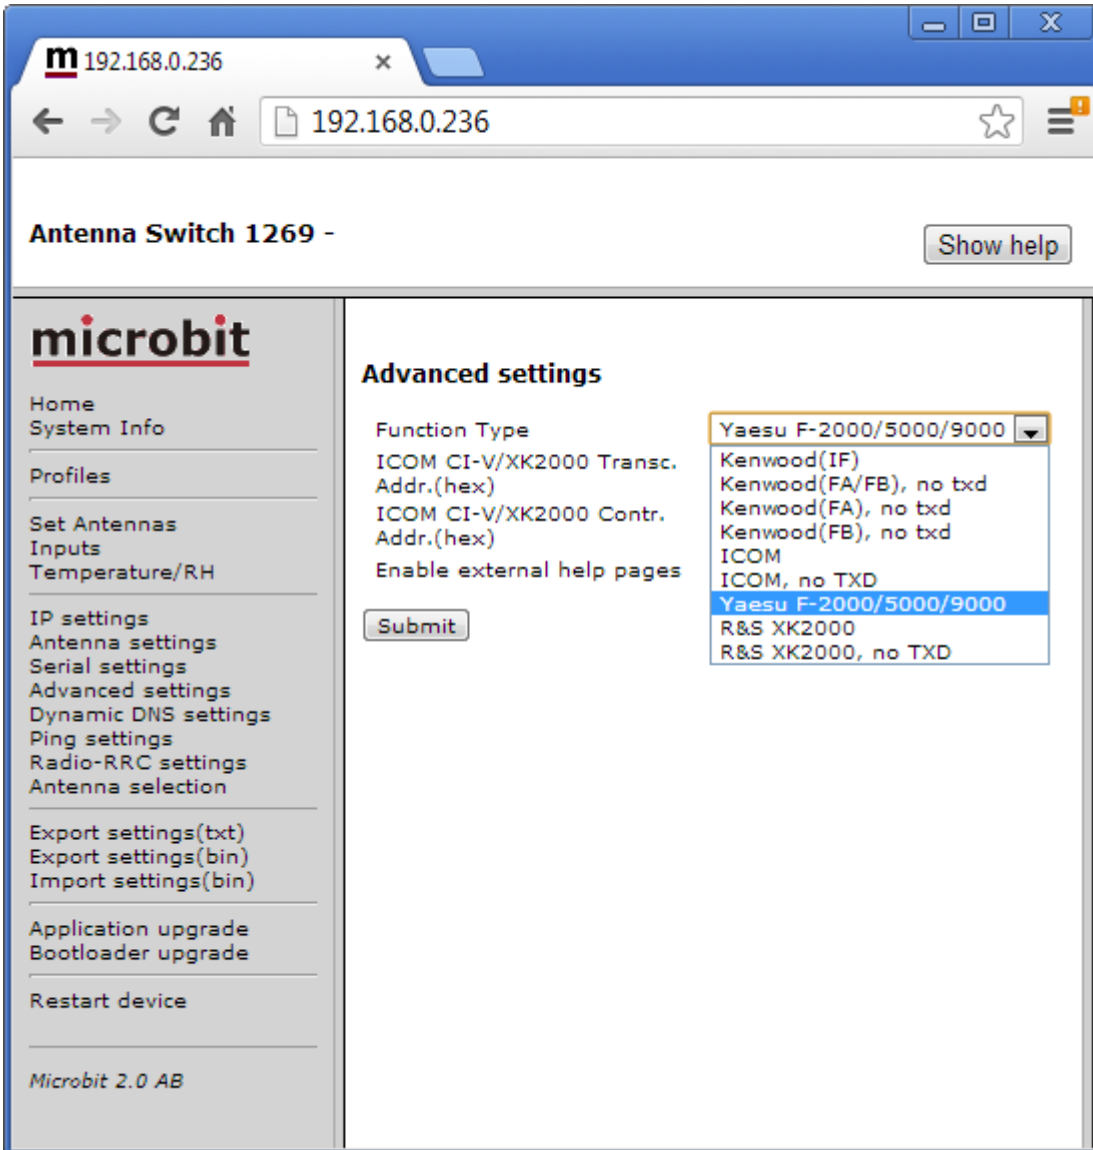 m 192.168.0.236
192.168.0.236
Antenna Switch 1269 -
Show help
microbit
Home
System Info
Profiles
Set Antennas
Inputs
Temperature/RH
IP settings
Antenna settings
Serial settings
Advanced settings
Dynamic DNS settings
Ping settings
Radio-RRC settings
Antenna selection
Export settings(txt)
Export settings(bin)
Import settings(bin)
Application upgrade
Bootloader upgrade
Restart device
Microbit 2.0 AB
Advanced settings
Function Type
ICOM CI-V/XK2000 Transc.
Addr.(hex)
ICOM CI-V/XK2000 Contr.
Addr.(hex)
Enable external help pages
Submit
Yaesu F-2000/5000/9000
Kenwood(IF)
Kenwood(FA/FB), no txd
Kenwood(FA), no txd
Kenwood(FB), no txd
ICOM
ICOM, no TXD
Yaesu F-2000/5000/9000
R&S XK2000
R&S XK2000, no TXD